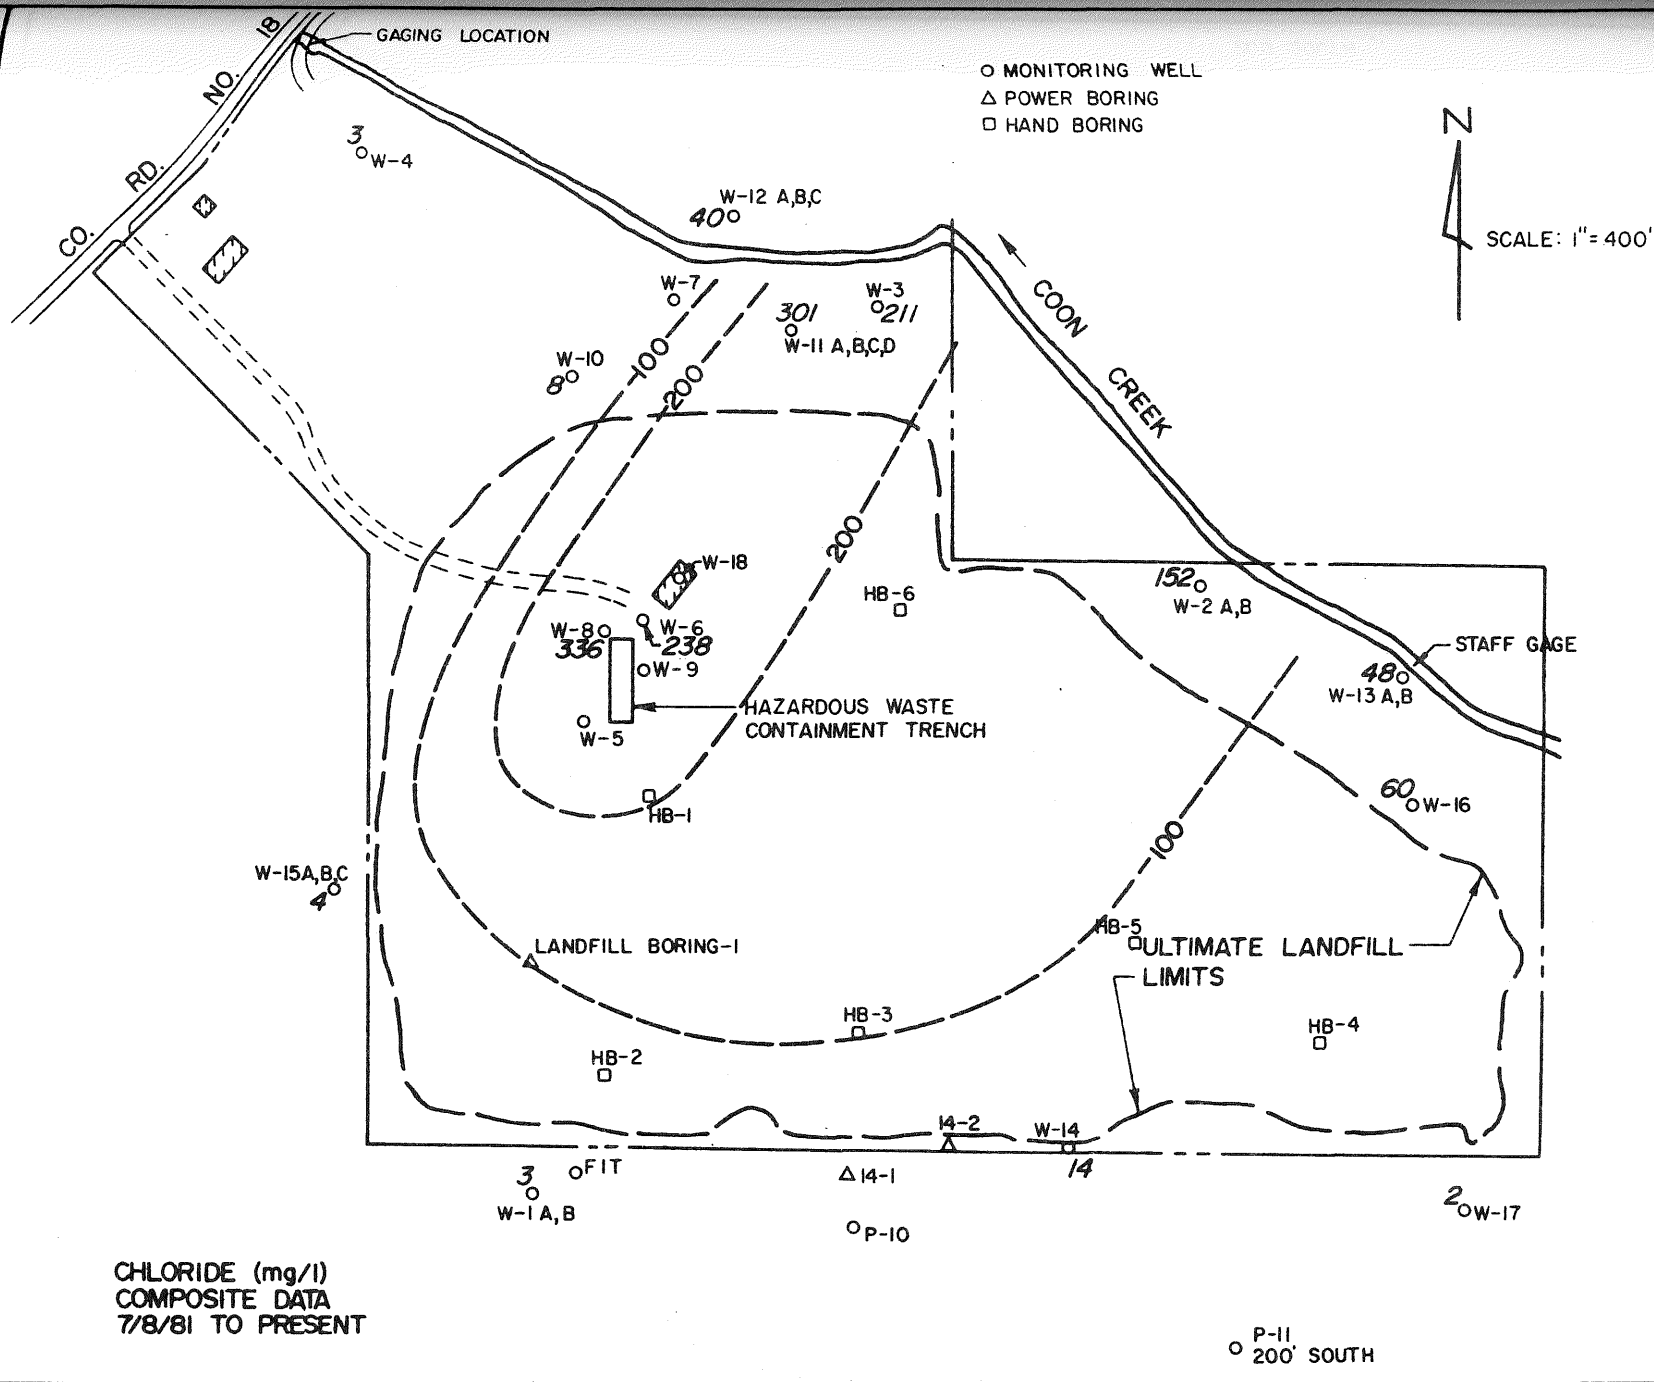 GAGING LOCATION
CO. RD. NO. 18
○ MONITORING WELL
△ POWER BORING
□ HAND BORING
N
SCALE: 1"=400'
3
W-4
W-12 A,B,C
40
W-7
W-3
211
301
W-11 A,B,C,D
COON CREEK
W-10
8
100
200
200
W-18
HB-6
152
W-2 A,B
W-8
336
W-6
238
W-9
STAFF GAGE
48
W-13 A,B
HAZARDOUS WASTE
CONTAINMENT TRENCH
W-5
HB-1
60
W-16
100
W-15 A,B,C
4
LANDFILL BORING-1
HB-5
ULTIMATE LANDFILL
LIMITS
HB-3
HB-4
HB-2
14-2
W-14
14
FIT
3
W-1 A,B
14-1
P-10
2
W-17
CHLORIDE (mg/l)
COMPOSITE DATA
7/8/81 TO PRESENT
P-11
200' SOUTH